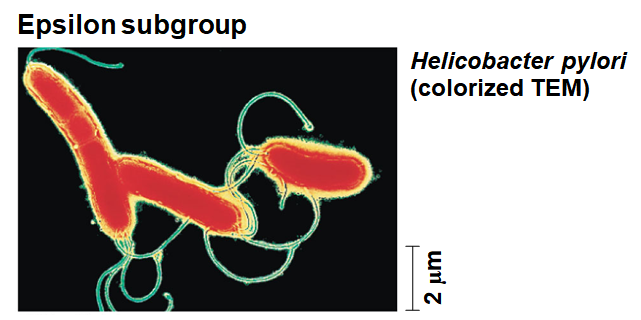 Epsilon subgroup
Helicobacter pylori
(colorized TEM)
2 μm